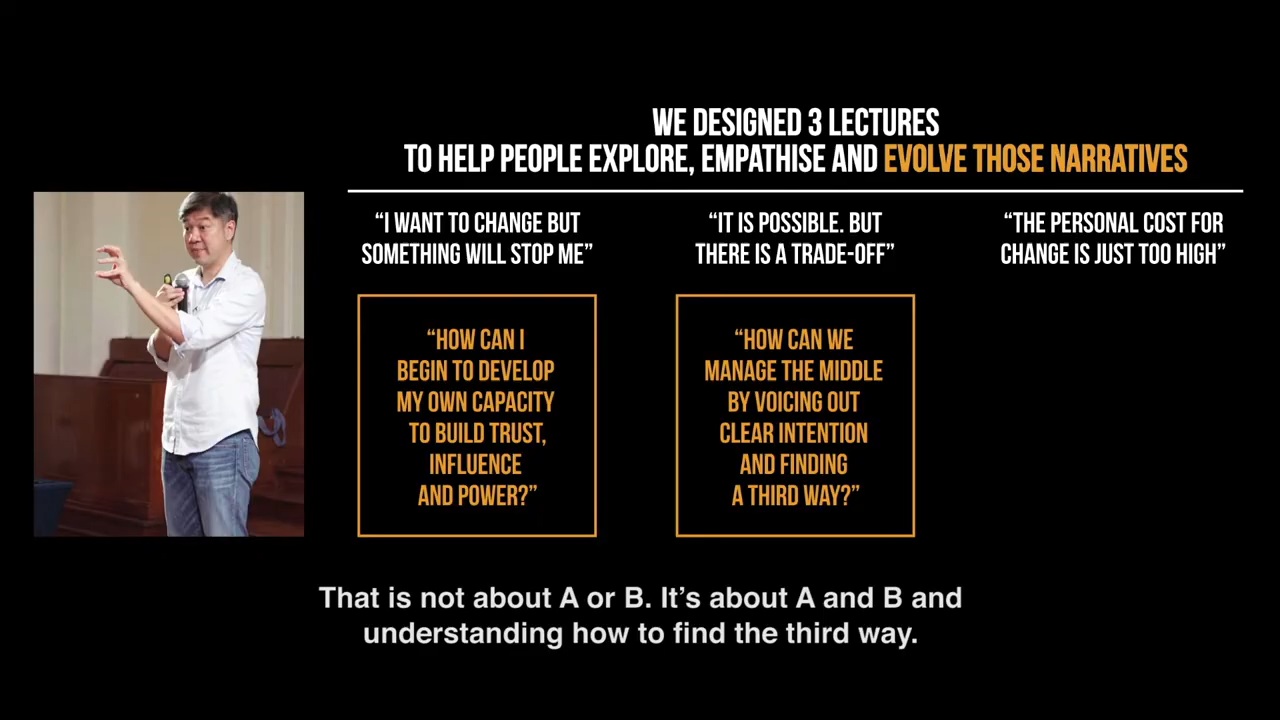 WE DESIGNED 3 LECTURES
TO HELP PEOPLE EXPLORE, EMPATHISE AND EVOLVE THOSE NARRATIVES
“I WANT TO CHANGE BUT
SOMETHING WILL STOP ME”
“HOW CAN I
BEGIN TO DEVELOP
MY OWN CAPACITY
TO BUILD TRUST,
INFLUENCE
AND POWER?”
“IT IS POSSIBLE. BUT
THERE IS A TRADE-OFF”
“HOW CAN WE
MANAGE THE MIDDLE
BY VOICING OUT
CLEAR INTENTION
AND FINDING
A THIRD WAY?”
“THE PERSONAL COST FOR
CHANGE IS JUST TOO HIGH”
That is not about A or B. It’s about A and B and
understanding how to find the third way.